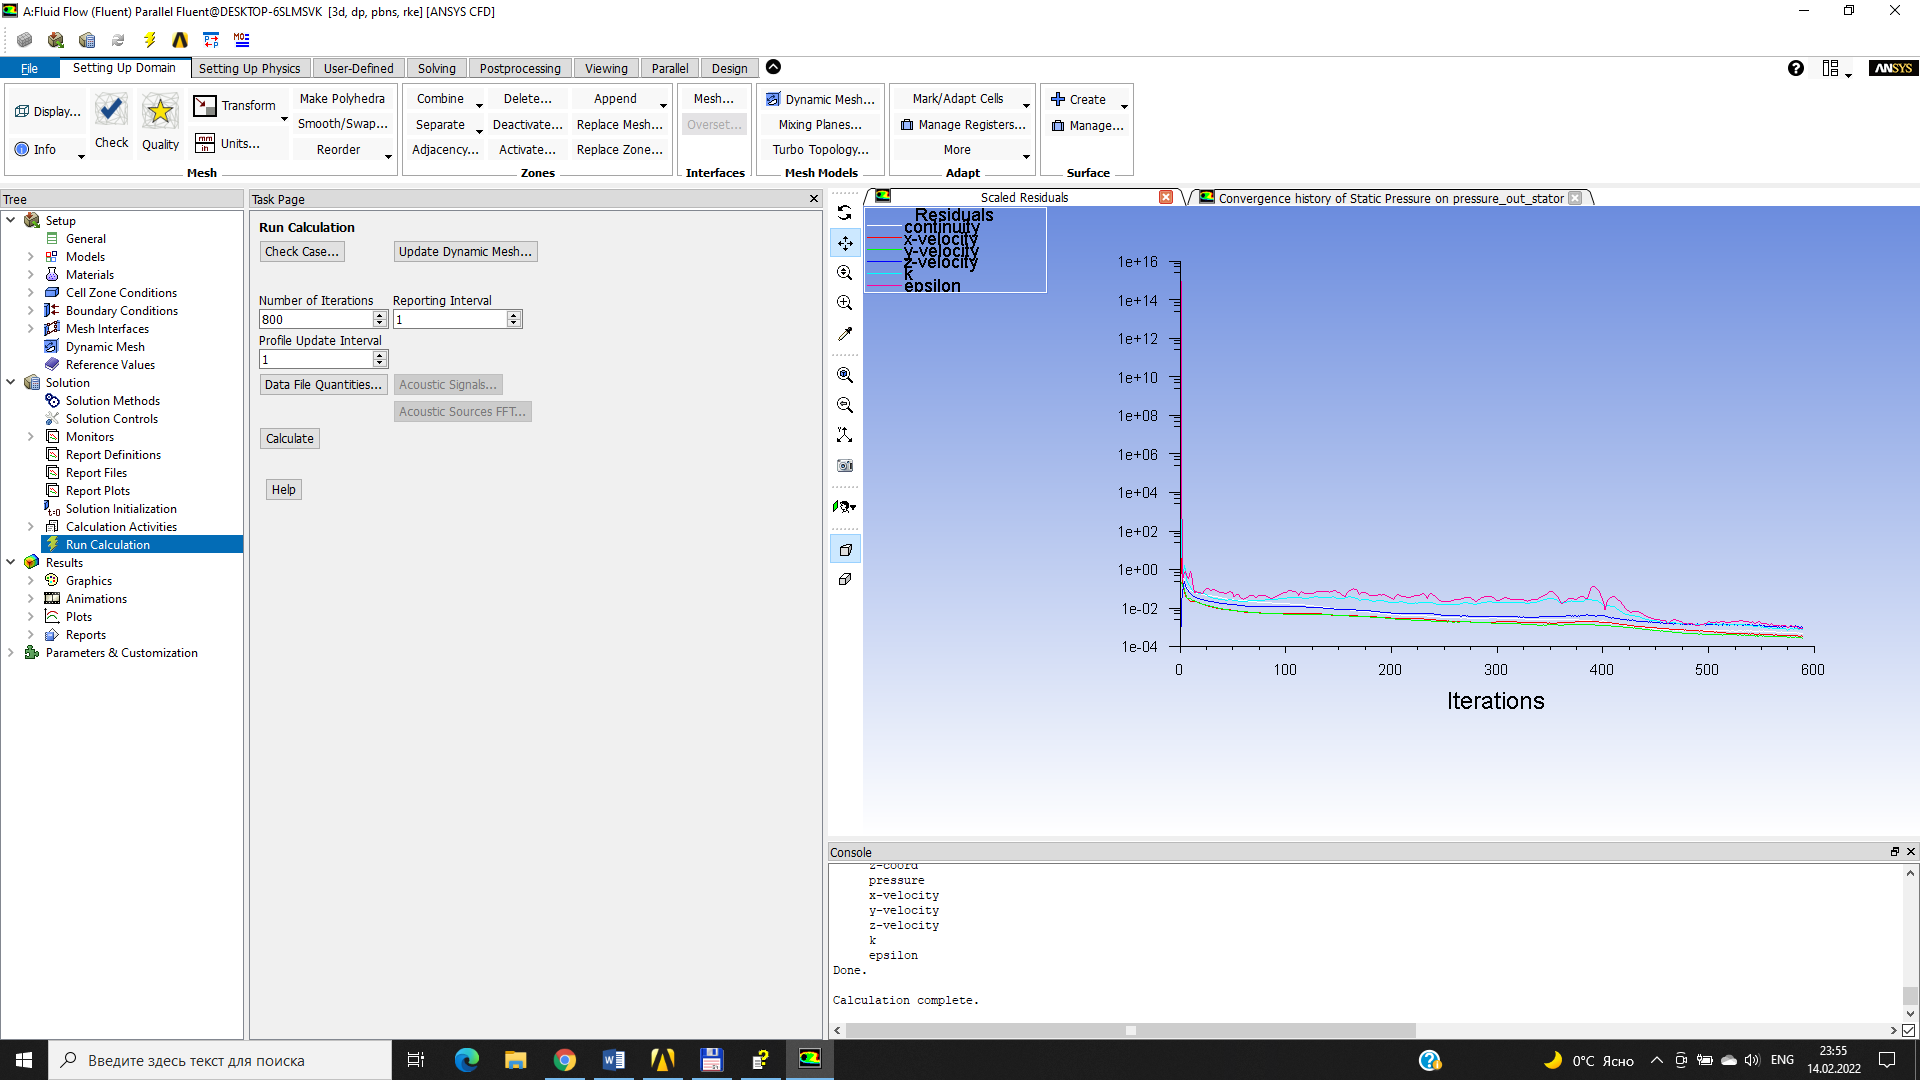 A:Fluid Flow (Fluent) Parallel Fluent@DESKTOP-6SLMSVK [3d, dp, pbns, rke] [ANSYS CFD]
File
Setting Up Domain
Setting Up Physics
User-Defined
Solving
Postprocessing
Viewing
Parallel
Design
ANSYS
Display...
Info
Check
Quality
Transform
Units...
Make Polyhedra
Smooth/Swap...
Reorder
Mesh
Combine
Delete...
Append
Separate
Deactivate...
Replace Mesh...
Adjacency...
Activate...
Replace Zone...
Zones
Mesh...
Overset...
Interfaces
Dynamic Mesh...
Mixing Planes...
Turbo Topology...
Mesh Models
Mark/Adapt Cells
Manage Registers...
More
Adapt
Create
Manage...
Surface
Tree
Setup
General
Models
Materials
Cell Zone Conditions
Boundary Conditions
Mesh Interfaces
Dynamic Mesh
Reference Values
Solution
Solution Methods
Solution Controls
Monitors
Report Definitions
Report Files
Report Plots
Solution Initialization
Calculation Activities
Run Calculation
Results
Graphics
Animations
Plots
Reports
Parameters & Customization
Task Page
Run Calculation
Check Case...
Update Dynamic Mesh...
Number of Iterations
Reporting Interval
800
1
Profile Update Interval
1
Data File Quantities...
Acoustic Signals...
Acoustic Sources FFT...
Calculate
Help
Scaled Residuals
Convergence history of Static Pressure on pressure_out_stator
Residuals
continuity
x-velocity
y-velocity
z-velocity
k
epsilon
1e+16
1e+14
1e+12
1e+10
1e+08
1e+06
1e+04
1e+02
1e+00
1e-02
1e-04
0
100
200
300
400
500
600
Iterations
Console
z-coord
pressure
x-velocity
y-velocity
z-velocity
k
epsilon
Done.
Calculation complete.
Введите здесь текст для поиска
0°C Ясно
ENG
23:55
14.02.2022